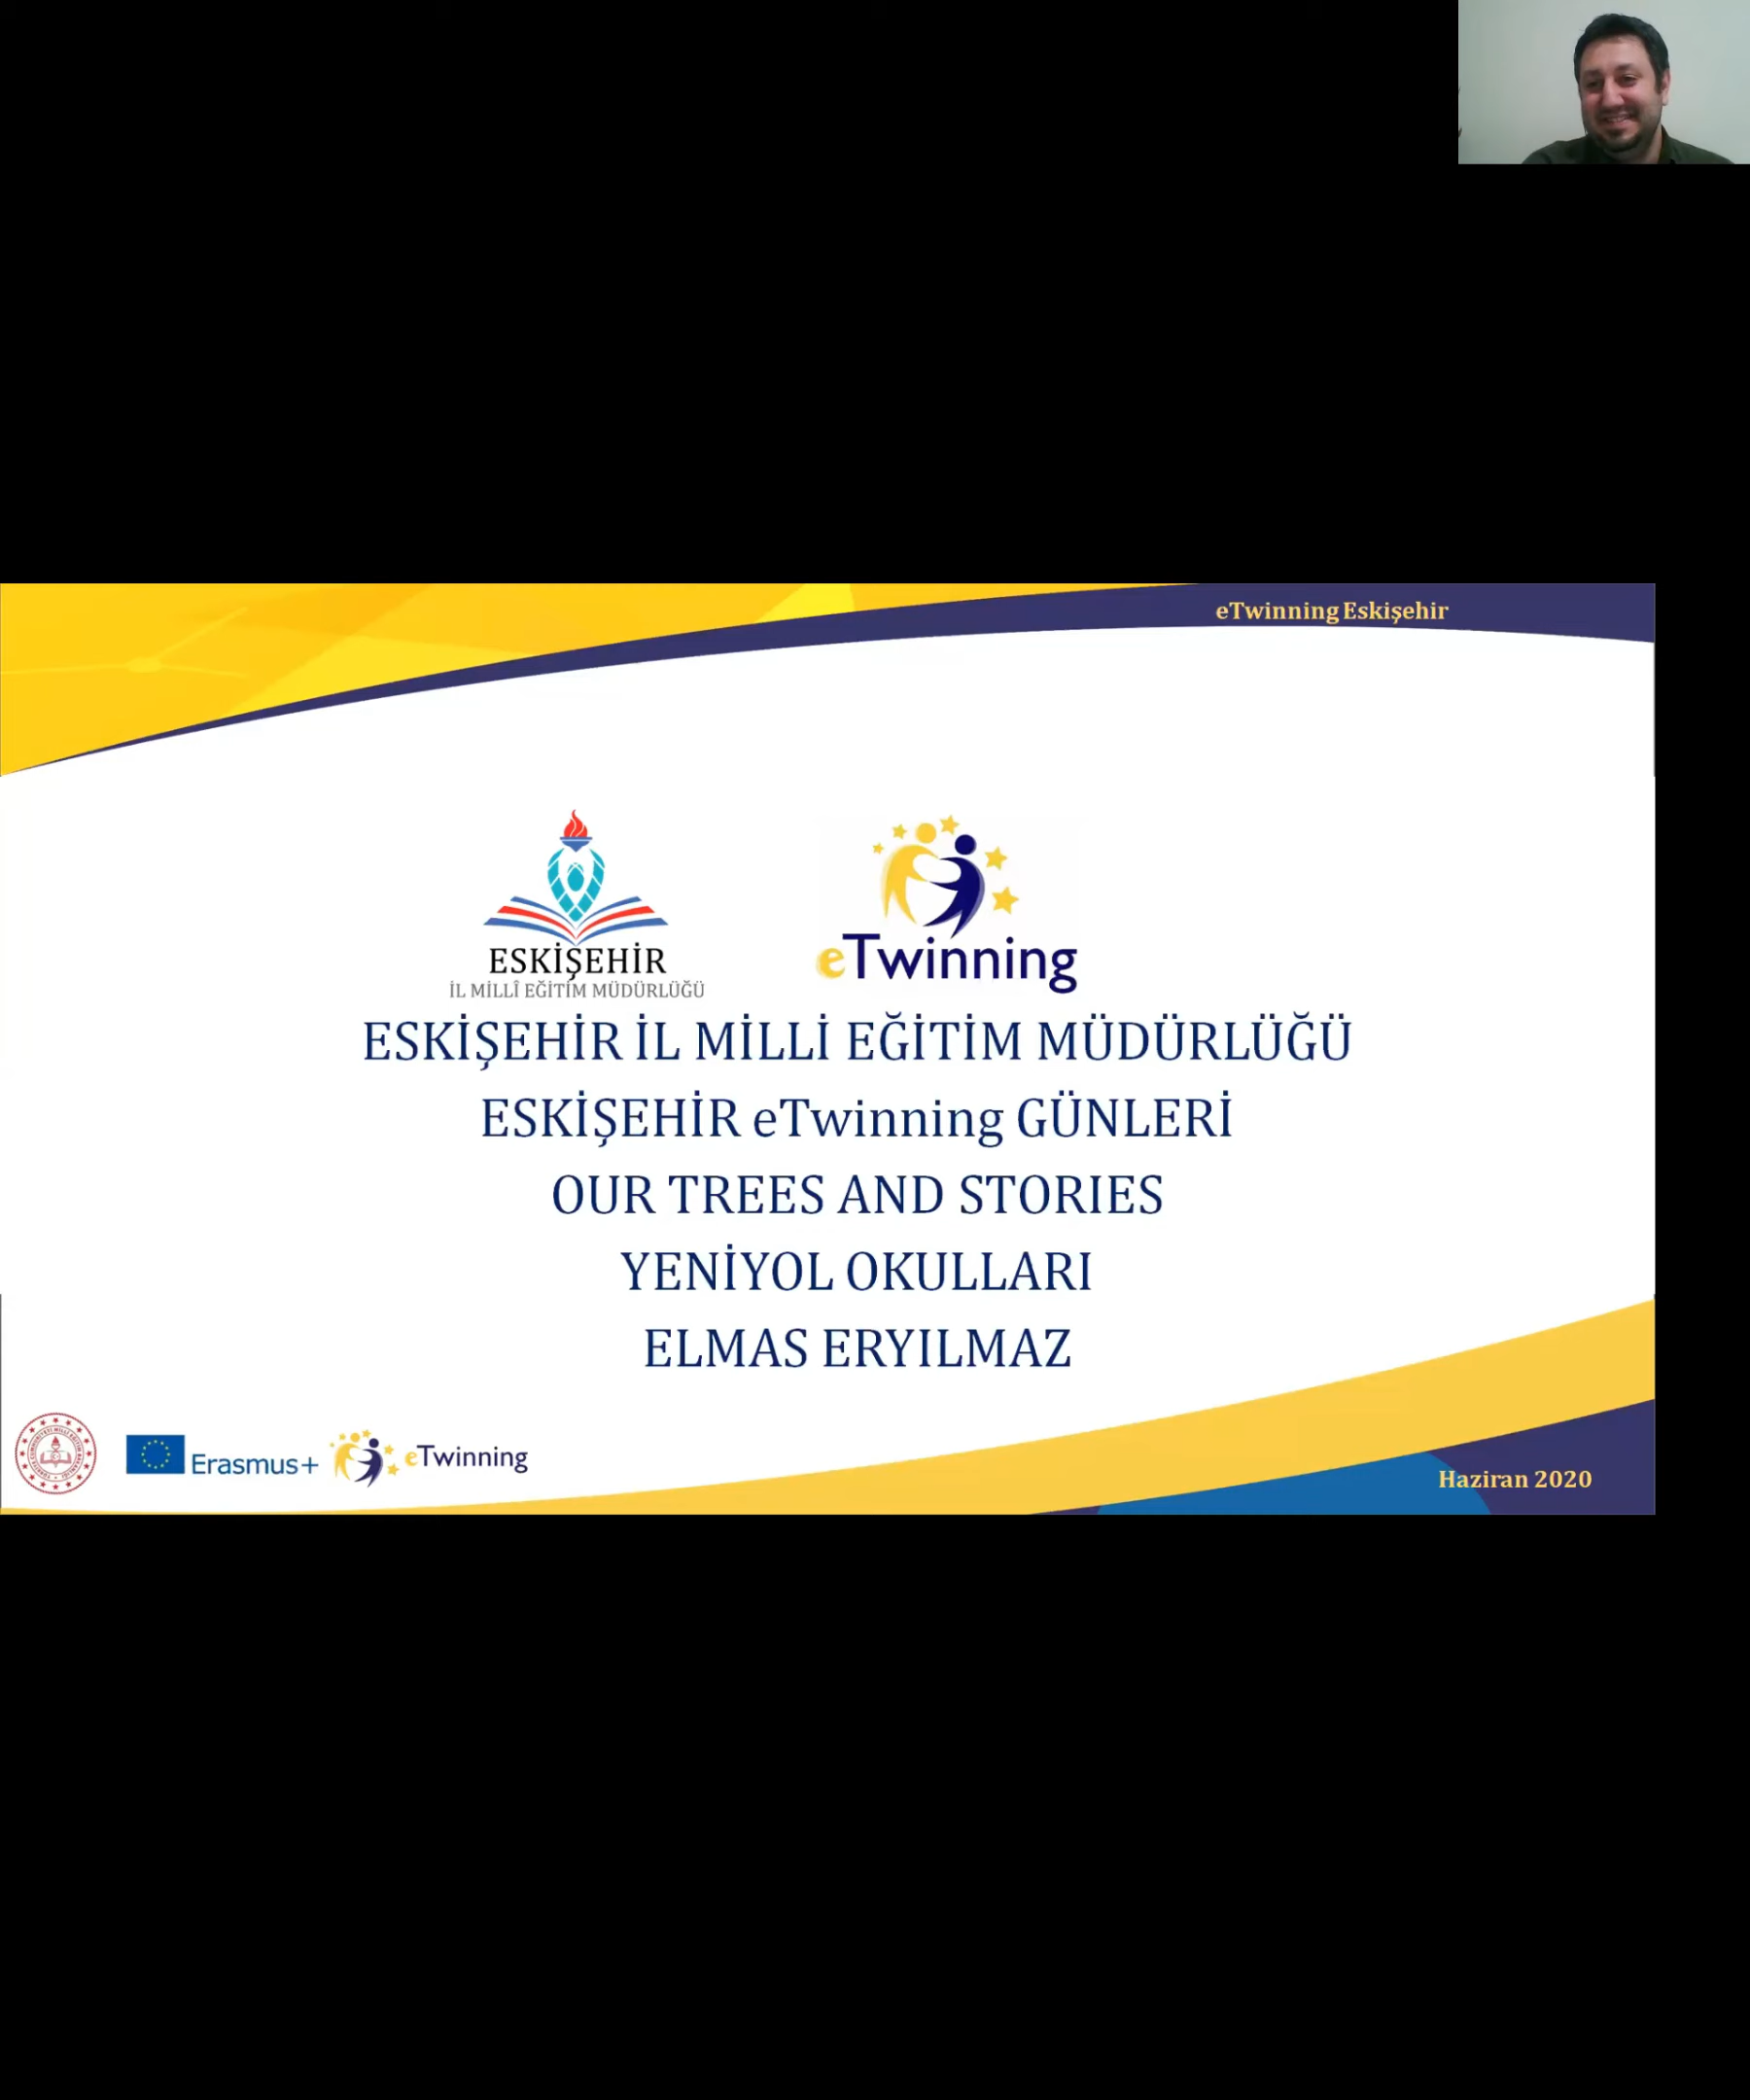 eTwinning Eskişehir
ESKİŞEHİR
İL MİLLÎ EĞİTİM MÜDÜRLÜĞÜ
eTwinning
ESKİŞEHİR İL MİLLİ EĞİTİM MÜDÜRLÜĞÜ
ESKİŞEHİR eTwinning GÜNLERİ
OUR TREES AND STORIES
YENİYOL OKULLARI
ELMAS ERYILMAZ
Erasmus+
eTwinning
Haziran 2020